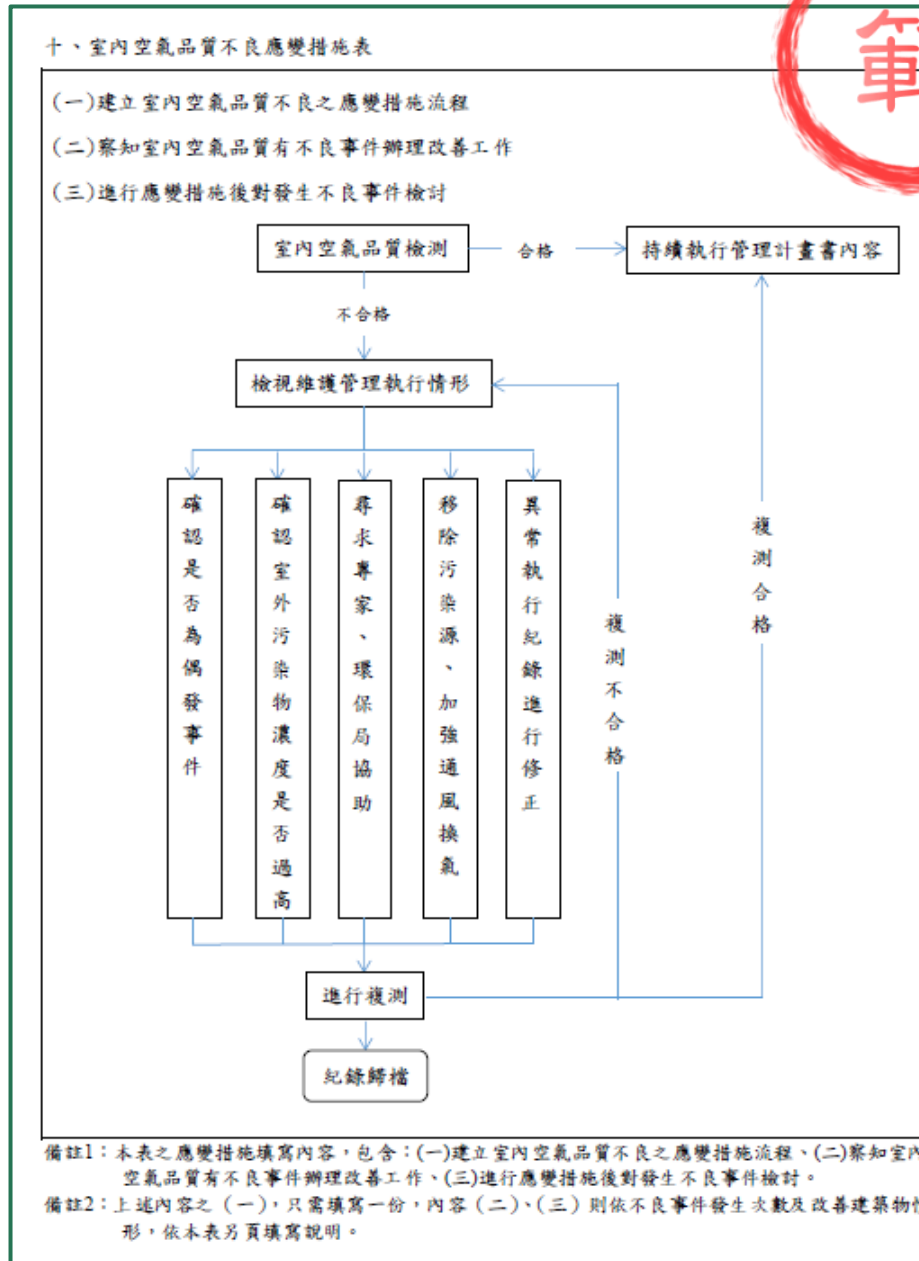 十、室內空氣品質不良應變措施表
(一)建立室內空氣品質不良之應變措施流程
(二)察知室內空氣品質有不良事件辦理改善工作
(三)進行應變措施後對發生不良事件檢討
室內空氣品質檢測
合格
持續執行管理計畫書內容
不合格
檢視維護管理執行情形
確認是否為偶發事件
確認室外污染物濃度是否過高
尋求專家、環保局協助
移除污染源、加強通風換氣
異常執行紀錄進行修正
複測不合格
複測合格
進行複測
紀錄歸檔
備註1：本表之應變措施填寫內容，包含：(一)建立室內空氣品質不良之應變措施流程、(二)察知室內
空氣品質有不良事件辦理改善工作、(三)進行應變措施後對發生不良事件檢討。
備註2：上述內容之（一），只需填寫一份，內容（二）、（三）則依不良事件發生次數及改善建築物情
形，依本表另頁填寫說明。